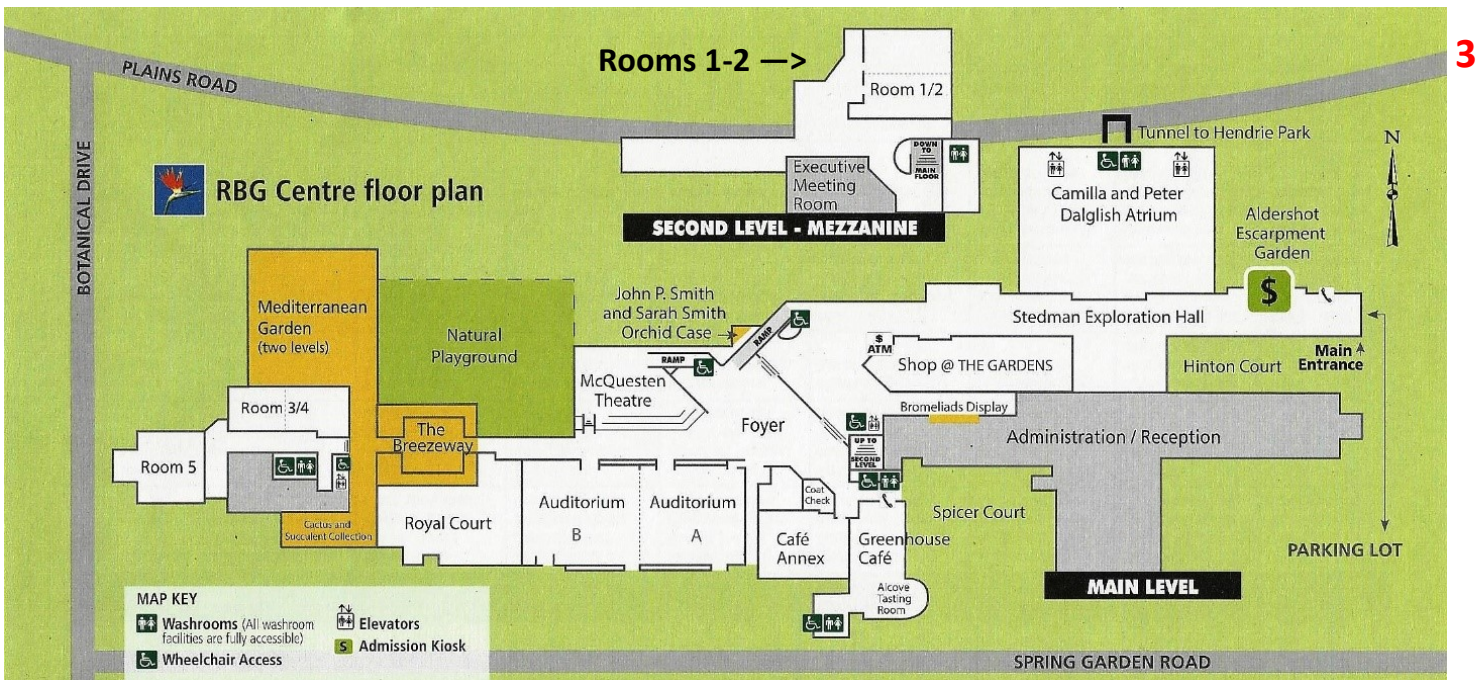 Rooms 1-2 —>
3
PLAINS ROAD
Room 1/2
Tunnel to Hendrie Park
N
BOTANICAL DRIVE
RBG Centre floor plan
DOWN
TO
MAIN
FLOOR
Executive
Meeting
Room
SECOND LEVEL - MEZZANINE
Camilla and Peter
Dalglish Atrium
Aldershot
Escarpment
Garden
$
Mediterranean
Garden
(two levels)
Natural
Playground
John P. Smith
and Sarah Smith
Orchid Case
RAMP
RAMP
Stedman Exploration Hall
$
ATM
Shop @ THE GARDENS
Hinton Court
Main
Entrance
McQuesten
Theatre
Room 3/4
The
Breezeway
Foyer
Bromeliads Display
UP TO
SECOND
LEVEL
Administration / Reception
Room 5
Cactus and
Succulent Collection
Royal Court
Auditorium
B
Auditorium
A
Coat
Check
Café
Annex
Greenhouse
Café
Spicer Court
Alcove
Tasting
Room
PARKING LOT
MAIN LEVEL
MAP KEY
Washrooms (All washroom
facilities are fully accessible)
Wheelchair Access
Elevators
$ Admission Kiosk
SPRING GARDEN ROAD